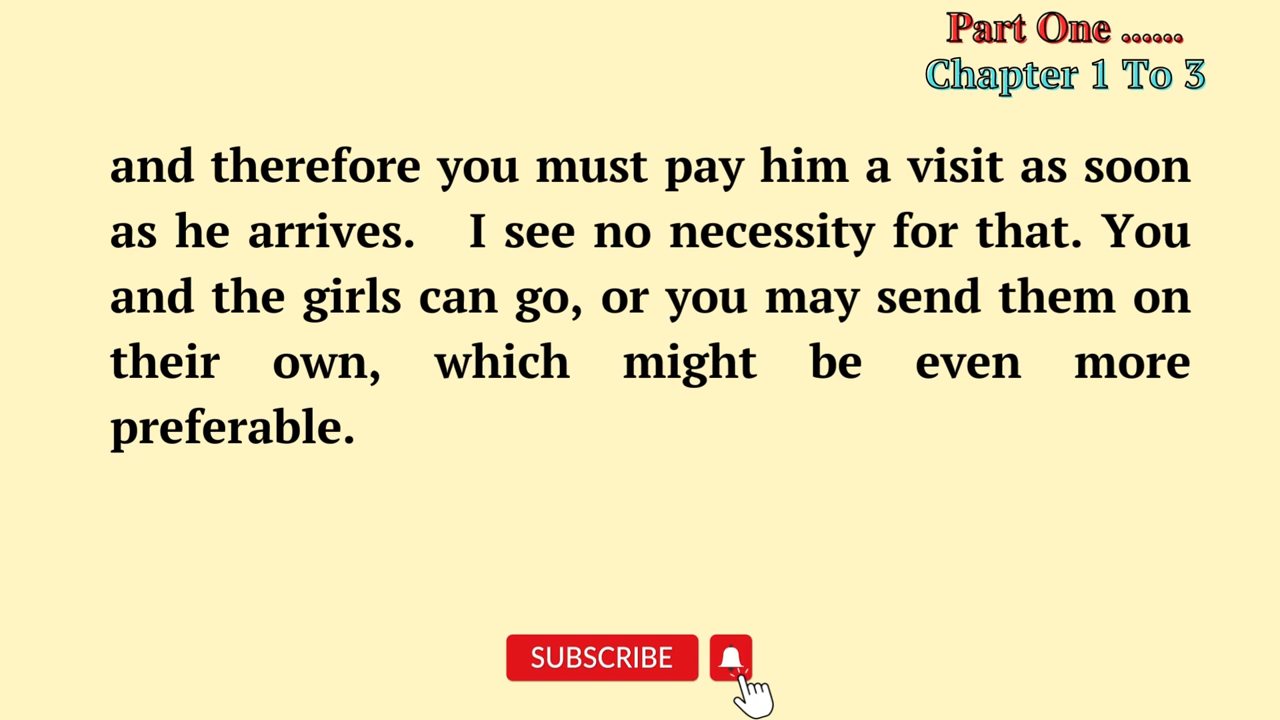 Part One ......
Chapter 1 To 3
and therefore you must pay him a visit as soon
as he arrives.   I see no necessity for that. You
and the girls can go, or you may send them on
their own, which might be even more
preferable.
SUBSCRIBE